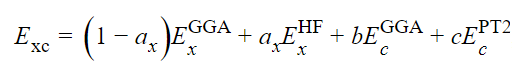 E_xc = (1 − a_x)E_x^GGA + a_xE_x^HF + bE_c^GGA + cE_c^PT2